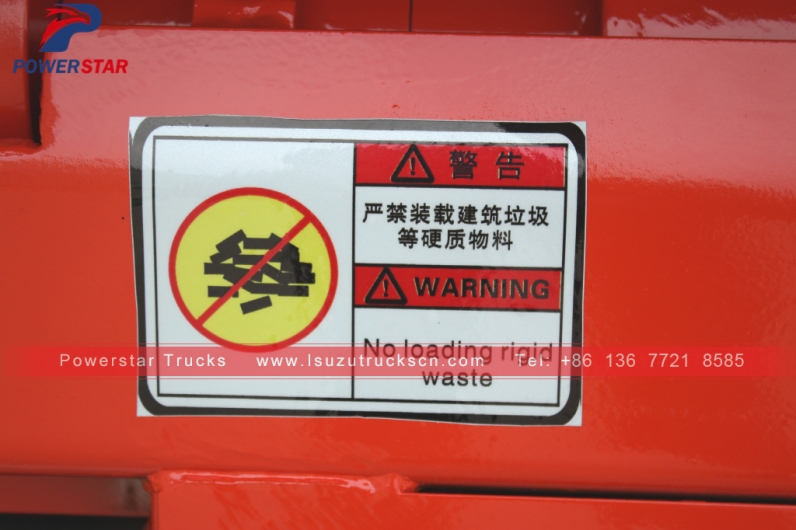 POWERSTAR
警告
严禁装载建筑垃圾
等硬质物料
WARNING
No loading rigid
waste
Powerstar Trucks www.Isuzutruckscn.com Tel: +86 136 7721 8585